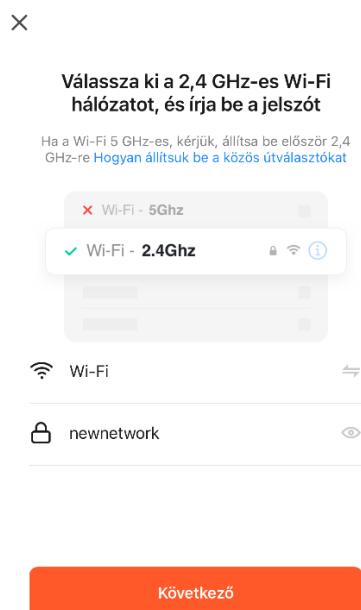 Válassza ki a 2,4 GHz-es Wi-Fi
hálózatot, és írja be a jelszót
Ha a Wi-Fi 5 GHz-es, kérjük, állítsa be először 2,4
GHz-re Hogyan állítsuk be a közös útválasztókat
Wi-Fi - 5Ghz
Wi-Fi - 2.4Ghz
Wi-Fi
newnetwork
Következő